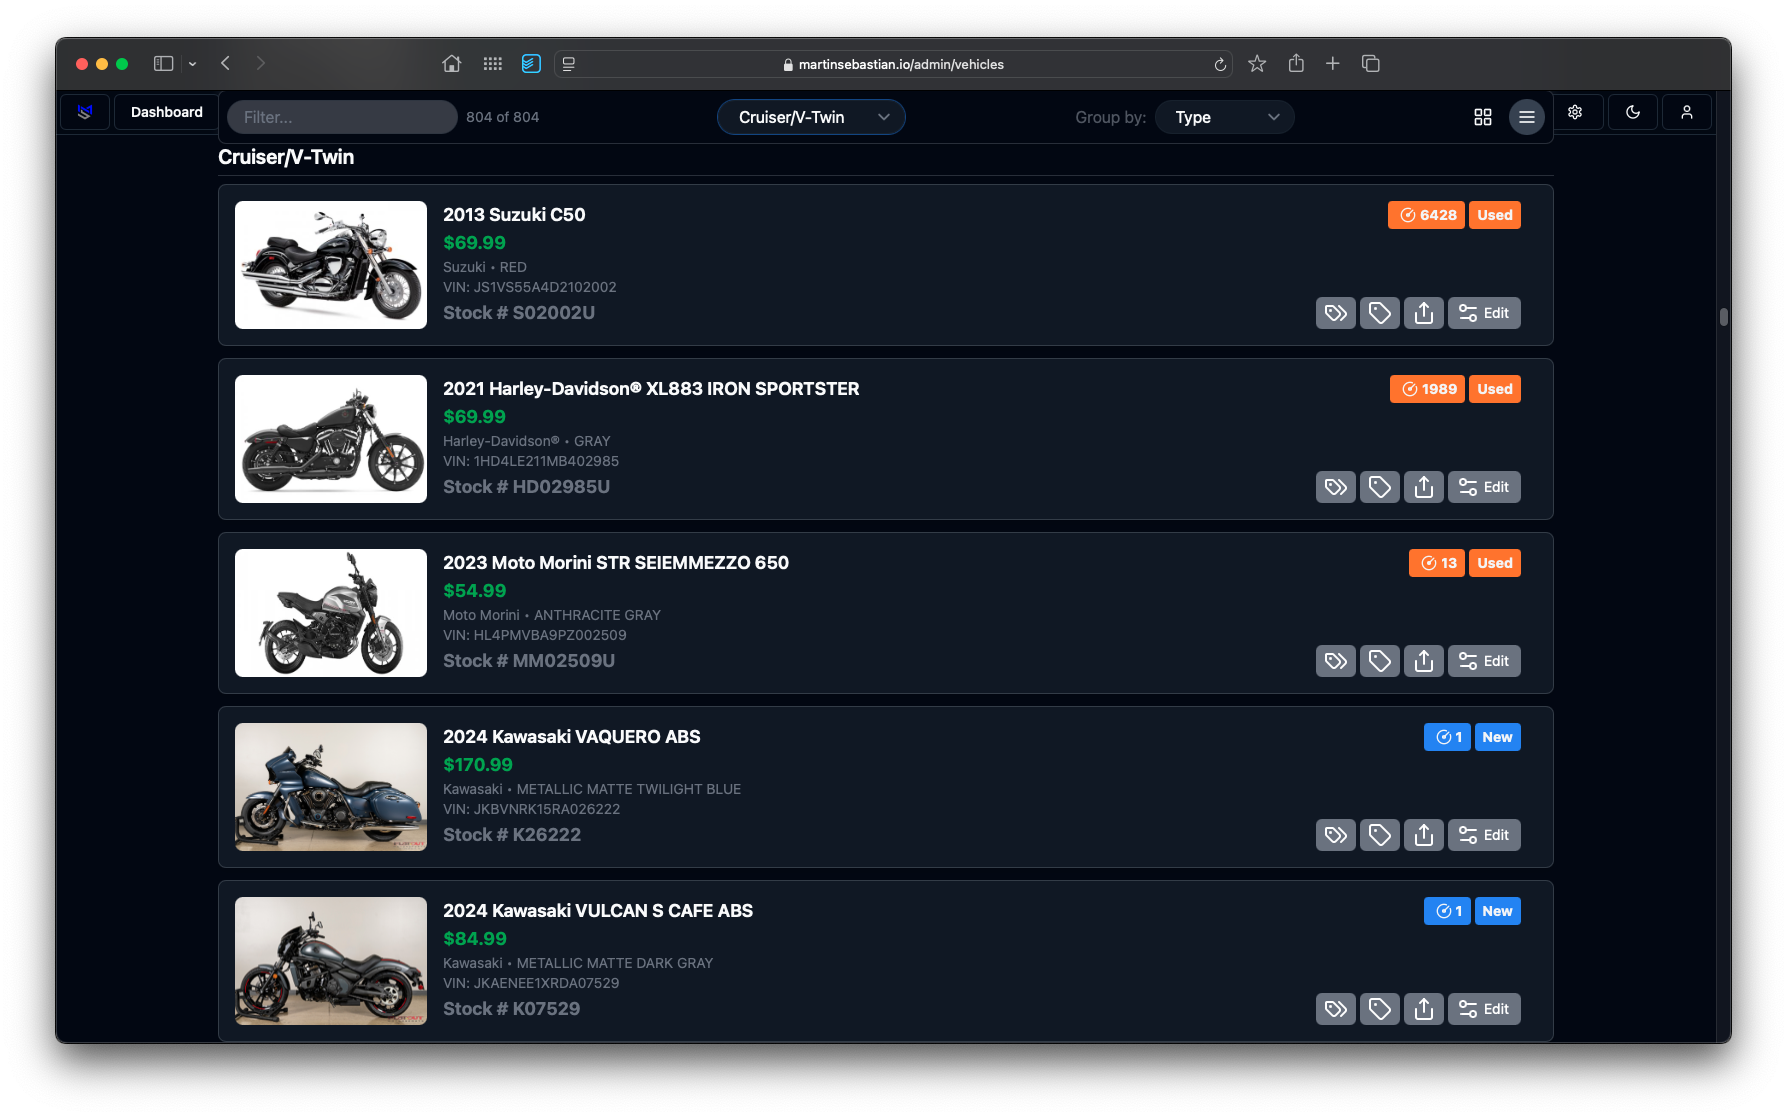 martinsebastian.io/admin/vehicles
Dashboard
Filter...
804 of 804
Cruiser/V-Twin
Group by:
Type
Cruiser/V-Twin
2013 Suzuki C50
6428
Used
$69.99
Suzuki • RED
VIN: JS1VS55A4D2102002
Stock # S02002U
Edit
2021 Harley-Davidson® XL883 IRON SPORTSTER
1989
Used
$69.99
Harley-Davidson® • GRAY
VIN: 1HD4LE211MB402985
Stock # HD02985U
Edit
2023 Moto Morini STR SEIEMMEZZO 650
13
Used
$54.99
Moto Morini • ANTHRACITE GRAY
VIN: HL4PMVBA9PZ002509
Stock # MM02509U
Edit
2024 Kawasaki VAQUERO ABS
1
New
$170.99
Kawasaki • METALLIC MATTE TWILIGHT BLUE
VIN: JKBVNRK15RA026222
Stock # K26222
Edit
2024 Kawasaki VULCAN S CAFE ABS
1
New
$84.99
Kawasaki • METALLIC MATTE DARK GRAY
VIN: JKAENEE1XRDA07529
Stock # K07529
Edit